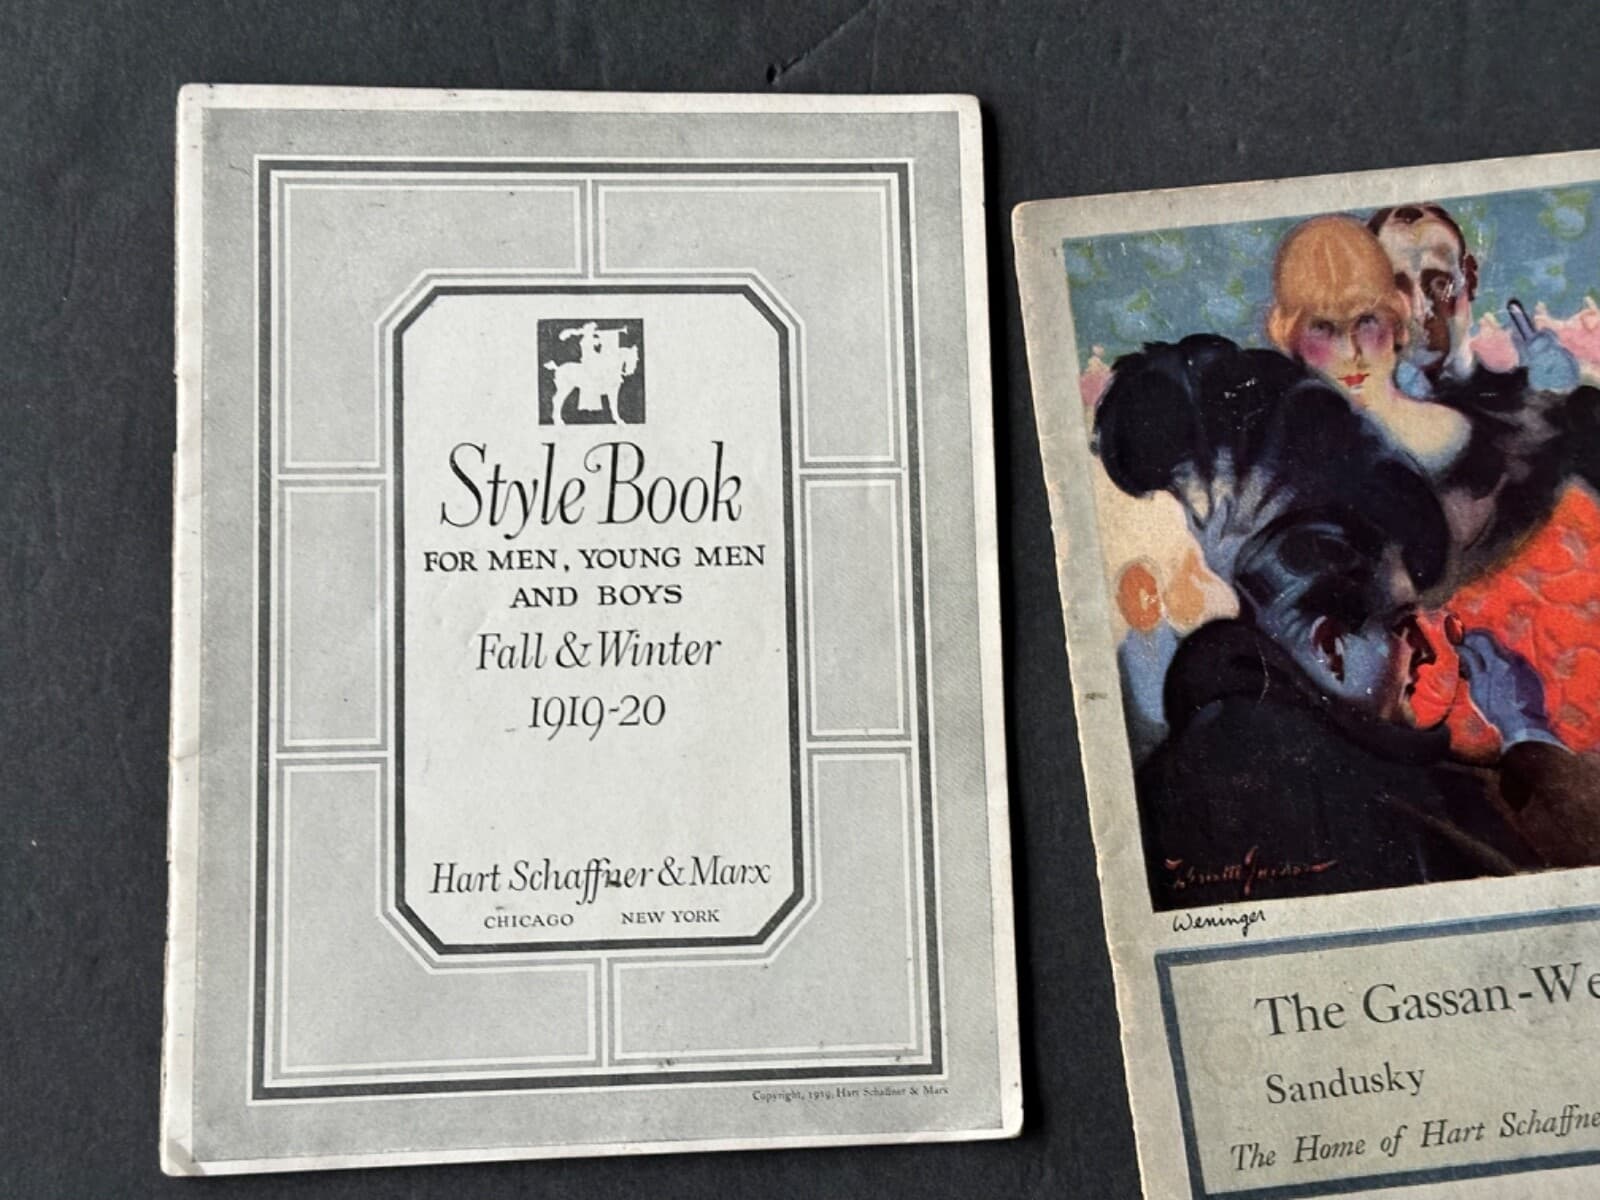 Style Book
FOR MEN, YOUNG MEN
AND BOYS
Fall & Winter
1919-20
Hart Schaffner & Marx
CHICAGO NEW YORK
Copyright, 1919, Hart Schaffner & Marx
Weninger
The Gassan-We
Sandusky
The Home of Hart Schaffne